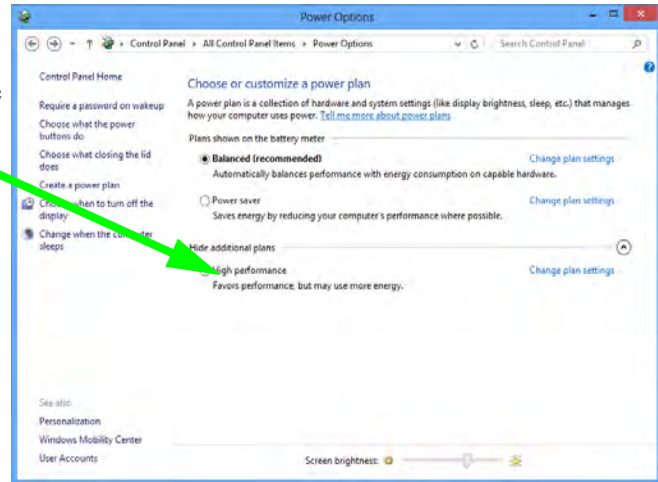 Power Options
Control Panel ▸ All Control Panel Items ▸ Power Options
Search Control Panel
Control Panel Home
Require a password on wakeup
Choose what the power
buttons do
Choose what closing the lid
does
Create a power plan
Choose when to turn off the
display
Change when the computer
sleeps
See also
Personalization
Windows Mobility Center
User Accounts
Choose or customize a power plan
A power plan is a collection of hardware and system settings (like display brightness, sleep, etc.) that manages
how your computer uses power. Tell me more about power plans
Plans shown on the battery meter
Balanced (recommended) Change plan settings
Automatically balances performance with energy consumption on capable hardware.
Power saver Change plan settings
Saves energy by reducing your computer's performance where possible.
Hide additional plans
High performance Change plan settings
Favors performance, but may use more energy.
Screen brightness: